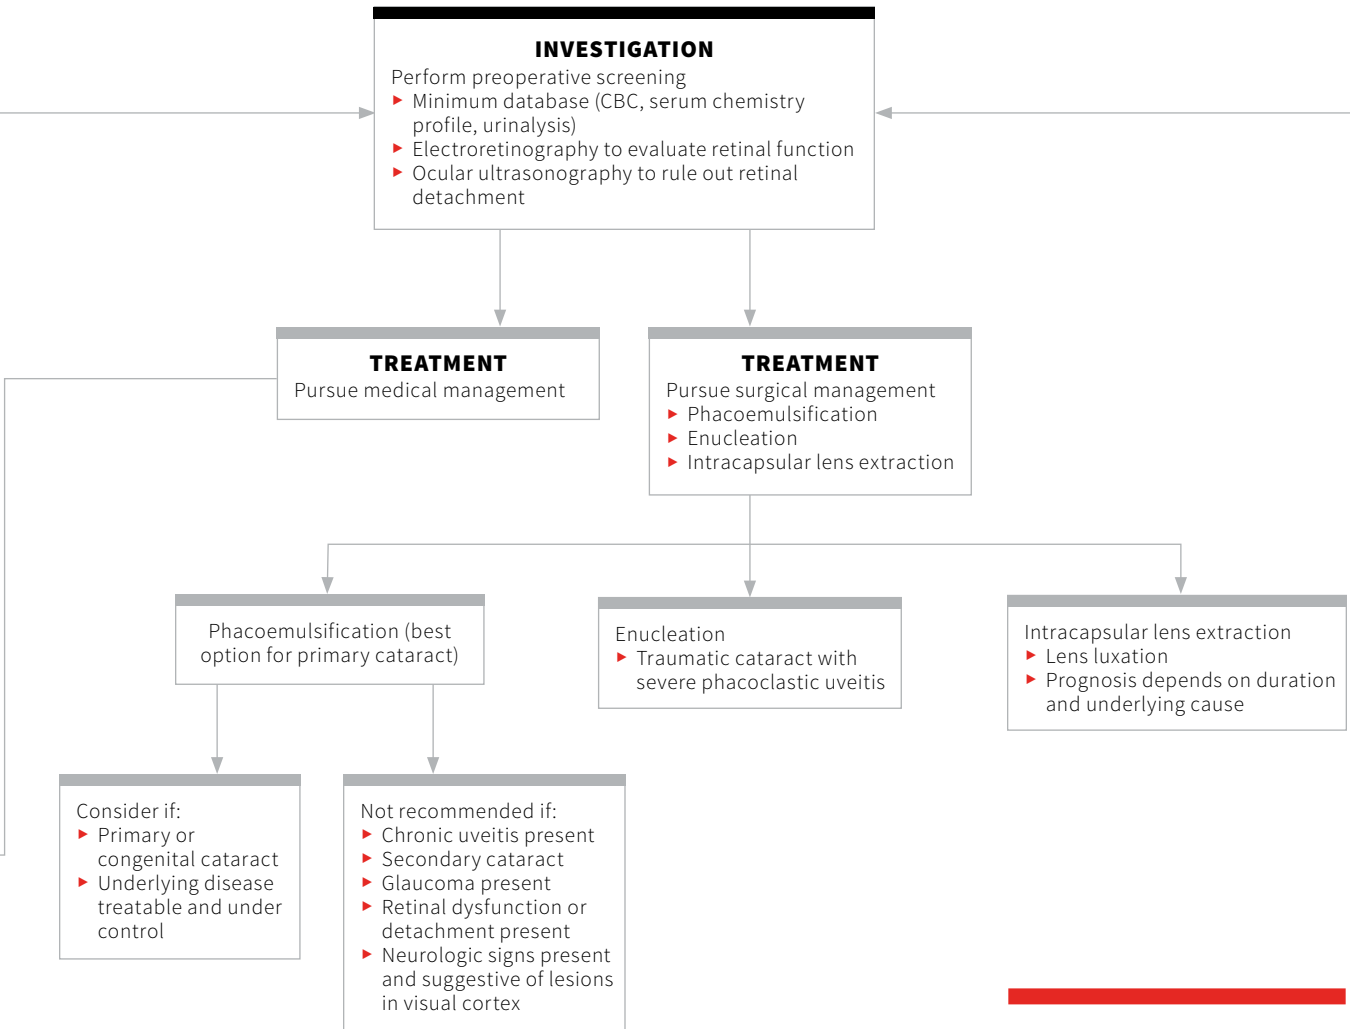 INVESTIGATION
Perform preoperative screening
► Minimum database (CBC, serum chemistry
profile, urinalysis)
► Electroretinography to evaluate retinal function
► Ocular ultrasonography to rule out retinal
detachment
TREATMENT
Pursue medical management
TREATMENT
Pursue surgical management
► Phacoemulsification
► Enucleation
► Intracapsular lens extraction
Phacoemulsification (best
option for primary cataract)
Enucleation
► Traumatic cataract with
severe phacoclastic uveitis
Intracapsular lens extraction
► Lens luxation
► Prognosis depends on duration
and underlying cause
Consider if:
► Primary or
congenital cataract
► Underlying disease
treatable and under
control
Not recommended if:
► Chronic uveitis present
► Secondary cataract
► Glaucoma present
► Retinal dysfunction or
detachment present
► Neurologic signs present
and suggestive of lesions
in visual cortex